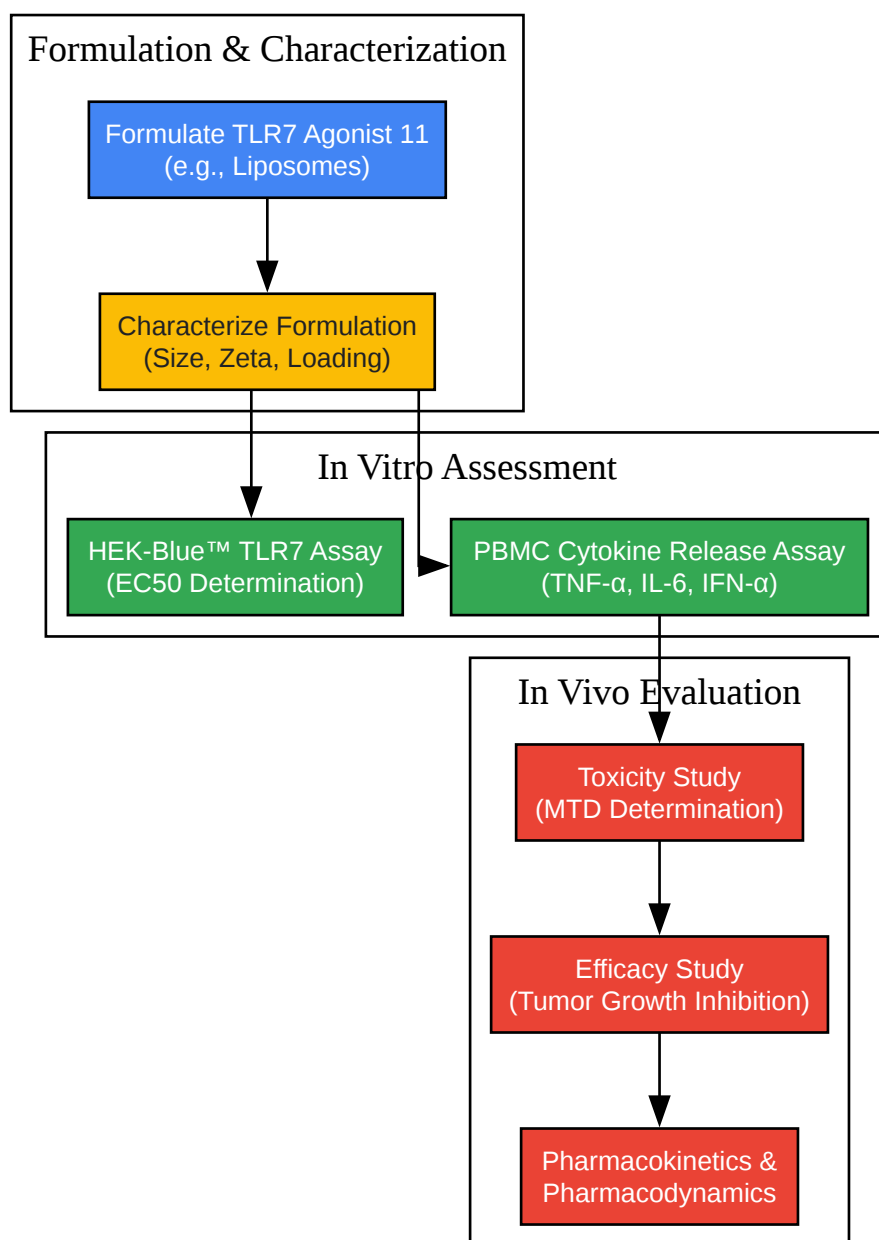 Formulation & Characterization
Formulate TLR7 Agonist 11
(e.g., Liposomes)
Characterize Formulation
(Size, Zeta, Loading)
In Vitro Assessment
HEK-Blue™ TLR7 Assay
(EC50 Determination)
PBMC Cytokine Release Assay
(TNF-α, IL-6, IFN-α)
In Vivo Evaluation
Toxicity Study
(MTD Determination)
Efficacy Study
(Tumor Growth Inhibition)
Pharmacokinetics &
Pharmacodynamics